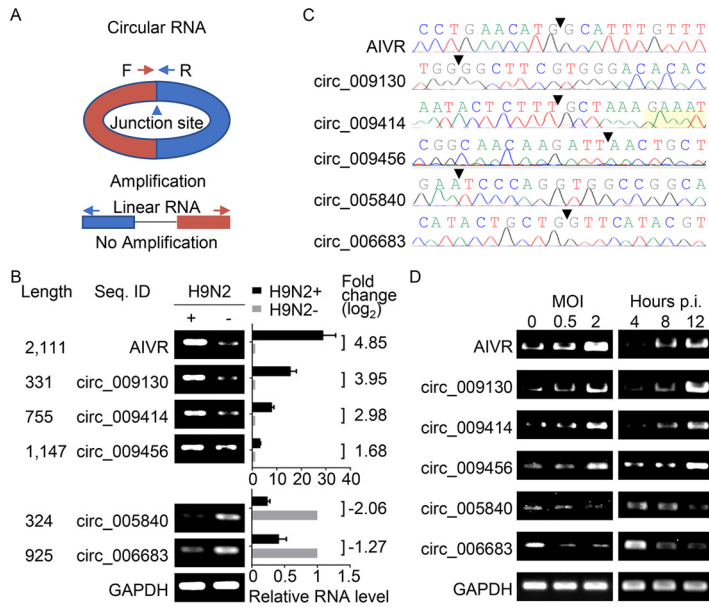 A
Circular RNA
F R
Junction site
Amplification
Linear RNA
No Amplification
C
AIVR CCTGAACATGGCATTTGTTT
circ_009130 TGGGGCTTCGTGGGACACAC
circ_009414 AATACTCTTTGCTAAAGAAAT
circ_009456 CGGCAACAAGATTAACTGCT
circ_005840 GAATCCCAGGTGGCCGGCA
circ_006683 CATACTGCTGGTTCATACGT
B
Length Seq. ID H9N2 H9N2+ Fold
+ - H9N2- change
(log2)
2,111 AIVR 4.85
331 circ_009130 3.95
755 circ_009414 2.98
1,147 circ_009456 1.68
0 20 40
324 circ_005840 -2.06
925 circ_006683 -1.27
GAPDH 0 0.5 1 1.5
Relative RNA level
D
MOI Hours p.i.
0 0.5 2 4 8 12
AIVR
circ_009130
circ_009414
circ_009456
circ_005840
circ_006683
GAPDH